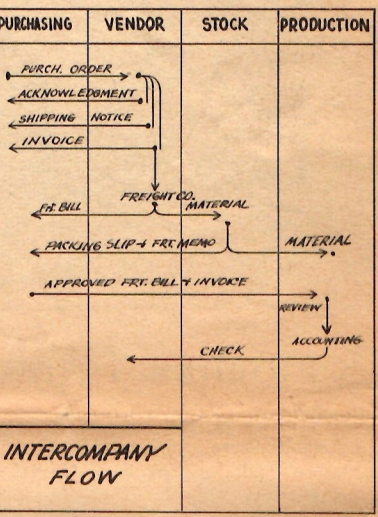 PURCHASING VENDOR STOCK PRODUCTION
PURCH. ORDER
ACKNOWLEDGMENT
SHIPPING NOTICE
INVOICE
FREIGHT CO.
FRT. BILL MATERIAL
PACKING SLIP + FRT. MEMO MATERIAL
APPROVED FRT. BILL + INVOICE
REVIEW
ACCOUNTING
CHECK
INTERCOMPANY
FLOW